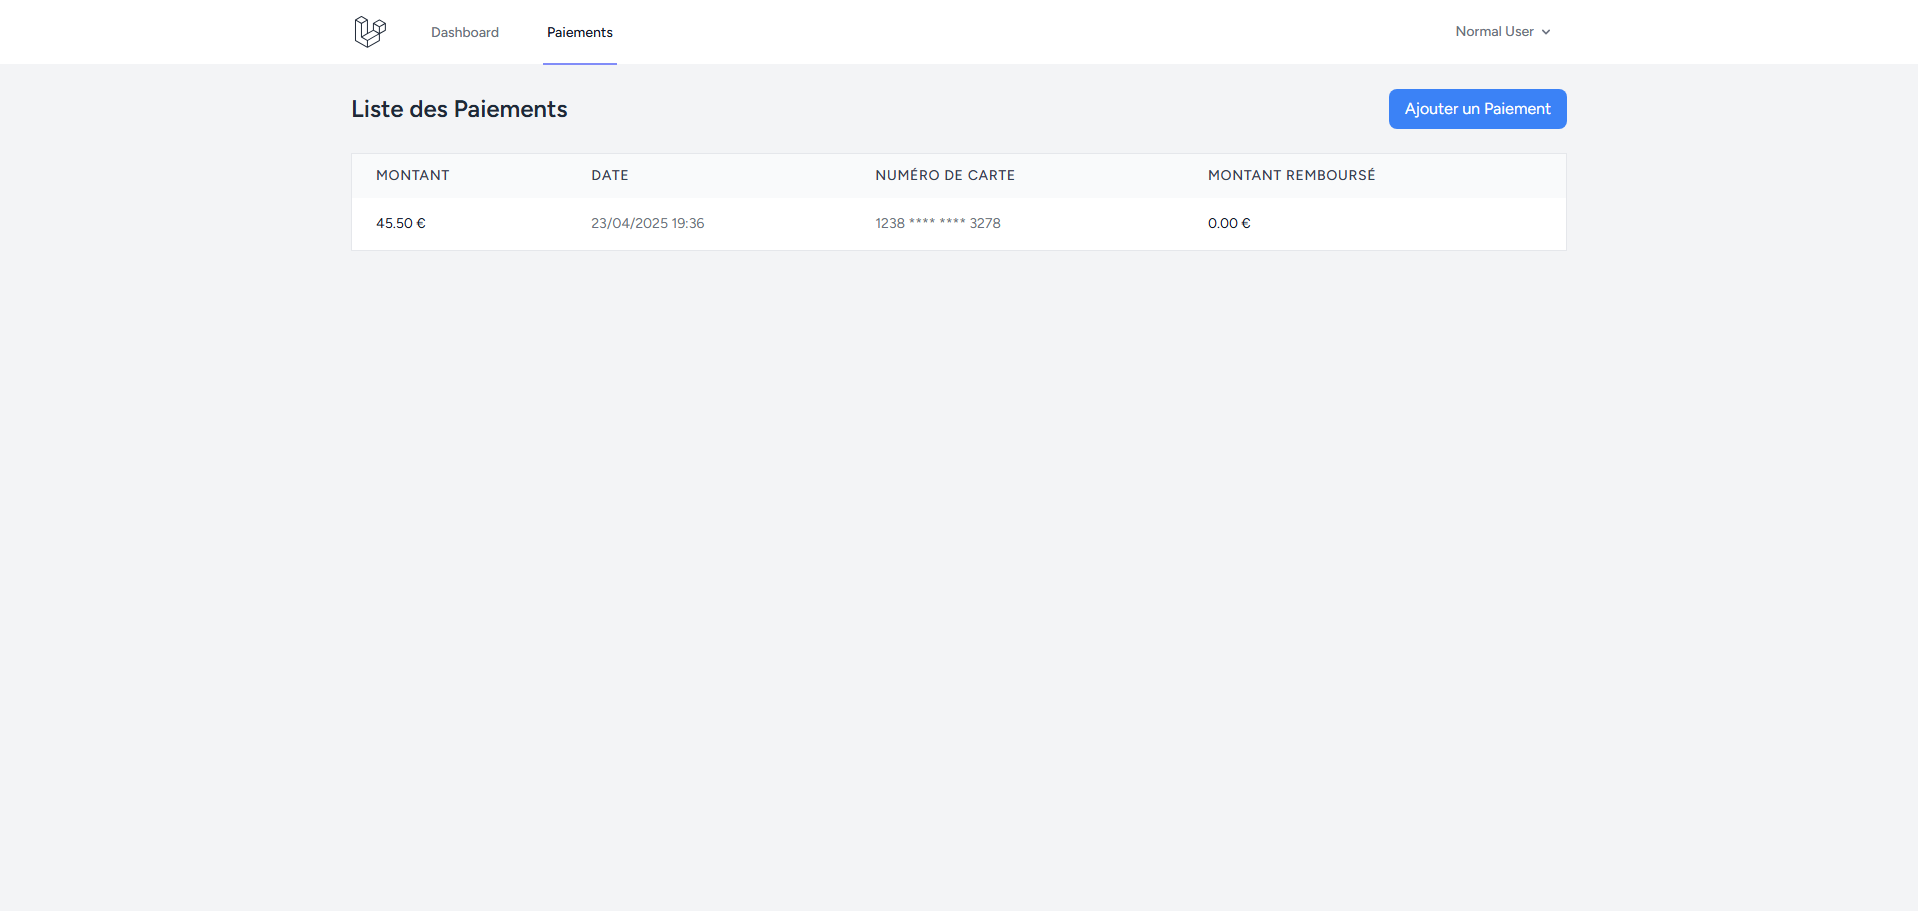 Dashboard
Paiements
Normal User
Liste des Paiements
Ajouter un Paiement
MONTANT DATE NUMÉRO DE CARTE MONTANT REMBOURSÉ
45.50 € 23/04/2025 19:36 1238 **** **** 3278 0.00 €